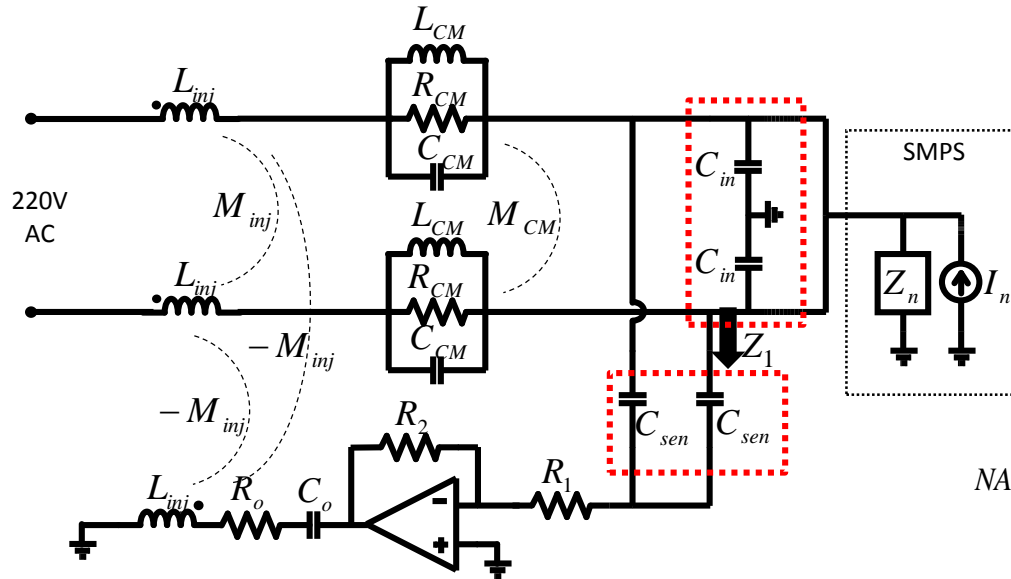 L_CM
L_inj
R_CM
C_CM
SMPS
C_in
220V
AC
M_inj
L_CM
M_CM
L_inj
R_CM
C_in
Z_n
I_n
C_CM
−M_inj
Z_1
−M_inj
R_2
C_sen
C_sen
L_inj
R_o
C_o
-
+
R_1
NA